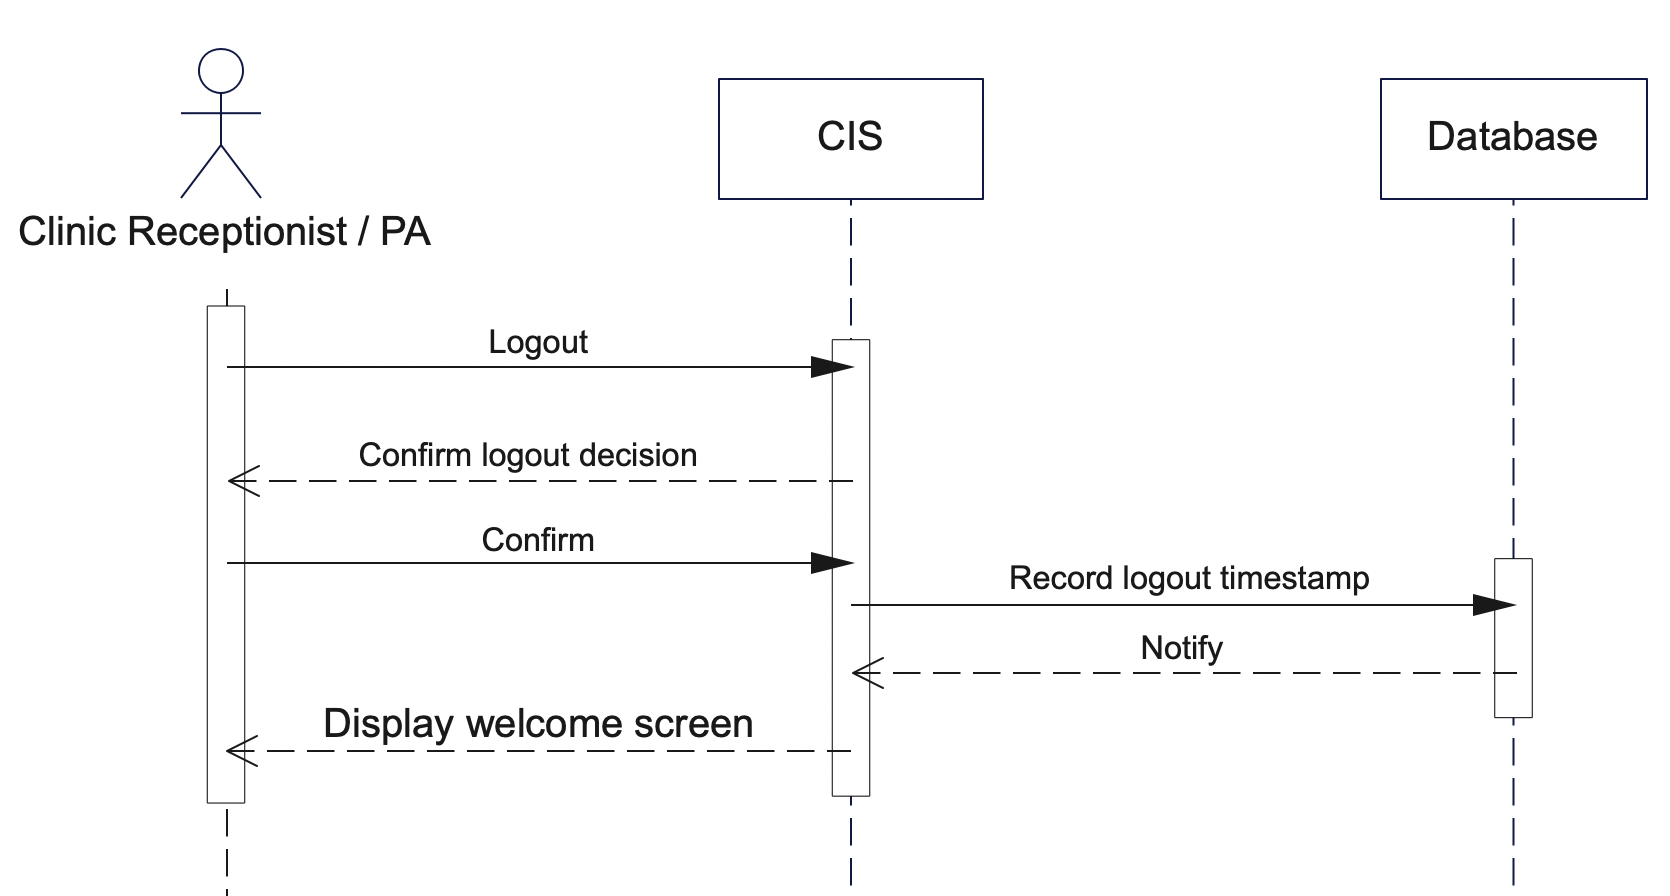 CIS
Database
Clinic Receptionist / PA
Logout
Confirm logout decision
Confirm
Record logout timestamp
Notify
Display welcome screen